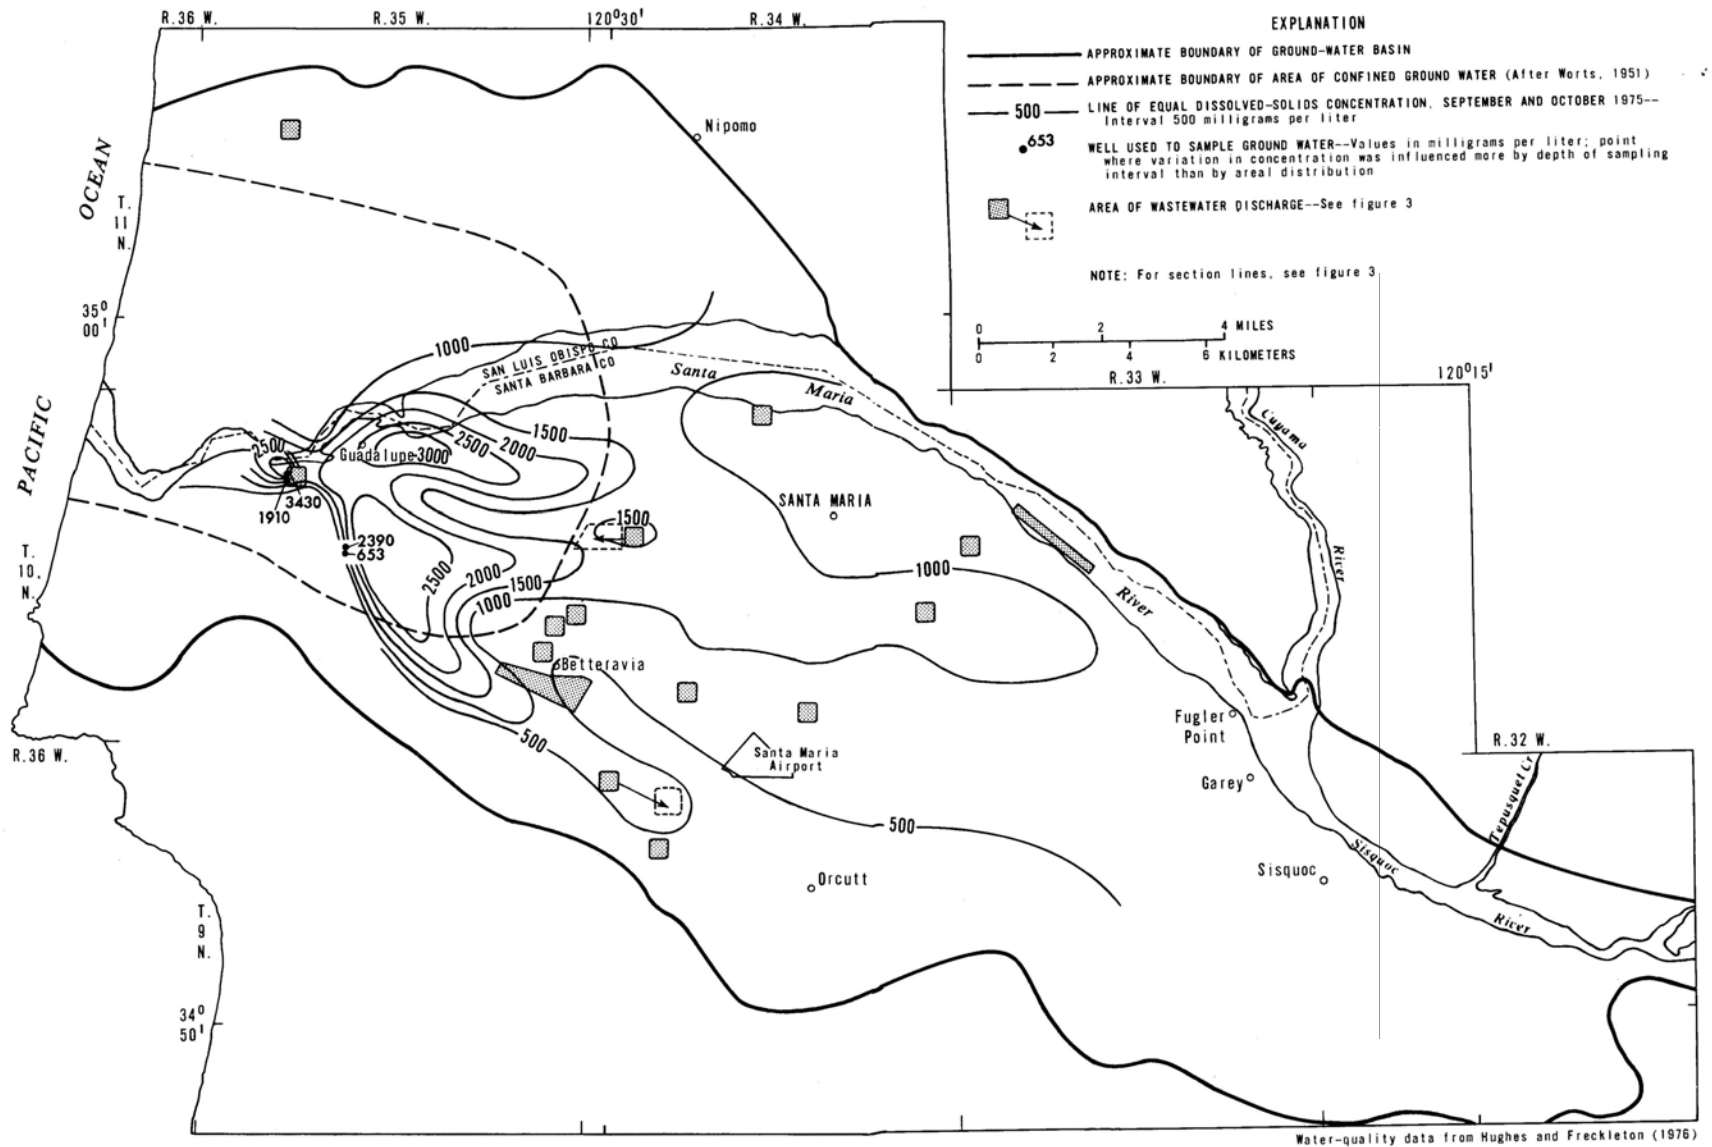 R.36 W.
R.35 W.
120°30'
R.34 W.
EXPLANATION
APPROXIMATE BOUNDARY OF GROUND-WATER BASIN
APPROXIMATE BOUNDARY OF AREA OF CONFINED GROUND WATER (After Worts, 1951)
500
LINE OF EQUAL DISSOLVED-SOLIDS CONCENTRATION, SEPTEMBER AND OCTOBER 1975--
Interval 500 milligrams per liter
653
WELL USED TO SAMPLE GROUND WATER--Values in milligrams per liter; point
where variation in concentration was influenced more by depth of sampling
interval than by areal distribution
AREA OF WASTEWATER DISCHARGE--See figure 3
NOTE: For section lines, see figure 3
0 2 4 MILES
0 2 4 6 KILOMETERS
R.33 W.
120°15'
Nipomo
OCEAN
T.
11
N.
35°
00'
1000
SAN LUIS OBISPO CO
SANTA BARBARA CO
Santa
Maria
Cuyama
PACIFIC
1500
2000
2500
2500
Guadalupe
3000
3430
1910
SANTA MARIA
1500
2390
653
River
T.
10
N.
2500
2000
1500
1000
1000
River
Betteravia
Fugler
Point
R.36 W.
500
Santa Maria
Airport
R.32 W.
Garey
Tepusquet Cr
500
Sisquoc
Sisquoc
Orcutt
River
T.
9
N.
34°
50'
Water-quality data from Hughes and Freckleton (1976)